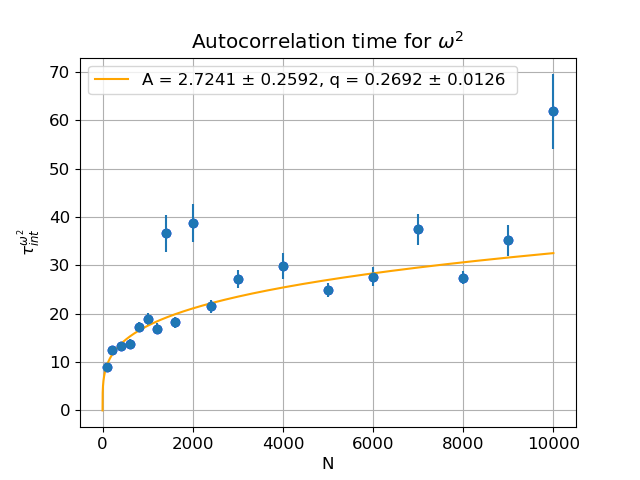 Autocorrelation time for ω²
A = 2.7241 ± 0.2592, q = 0.2692 ± 0.0126
70
60
50
40
30
20
10
0
τ_int^ω²
0 2000 4000 6000 8000 10000
N